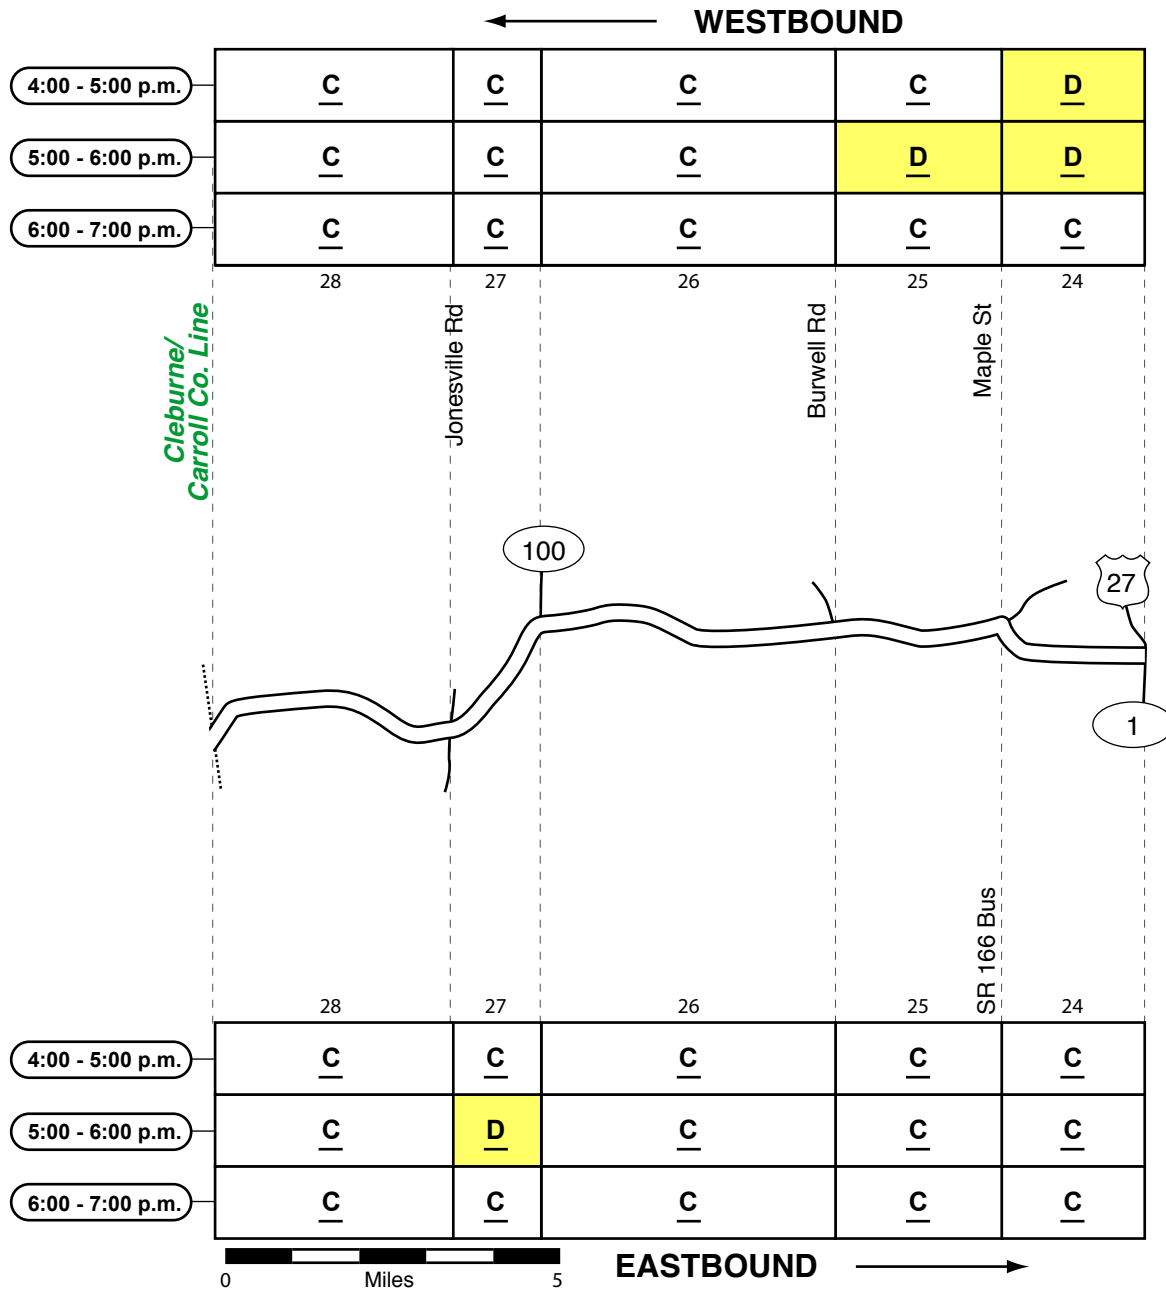 WESTBOUND
4:00 - 5:00 p.m. C C C C D
5:00 - 6:00 p.m. C C C D D
6:00 - 7:00 p.m. C C C C C
28 27 26 25 24
Cleburne/
Carroll Co. Line
Jonesville Rd
Burwell Rd
Maple St
100
27
1
SR 166 Bus
28 27 26 25 24
4:00 - 5:00 p.m. C C C C C
5:00 - 6:00 p.m. C D C C C
6:00 - 7:00 p.m. C C C C C
0 Miles 5
EASTBOUND